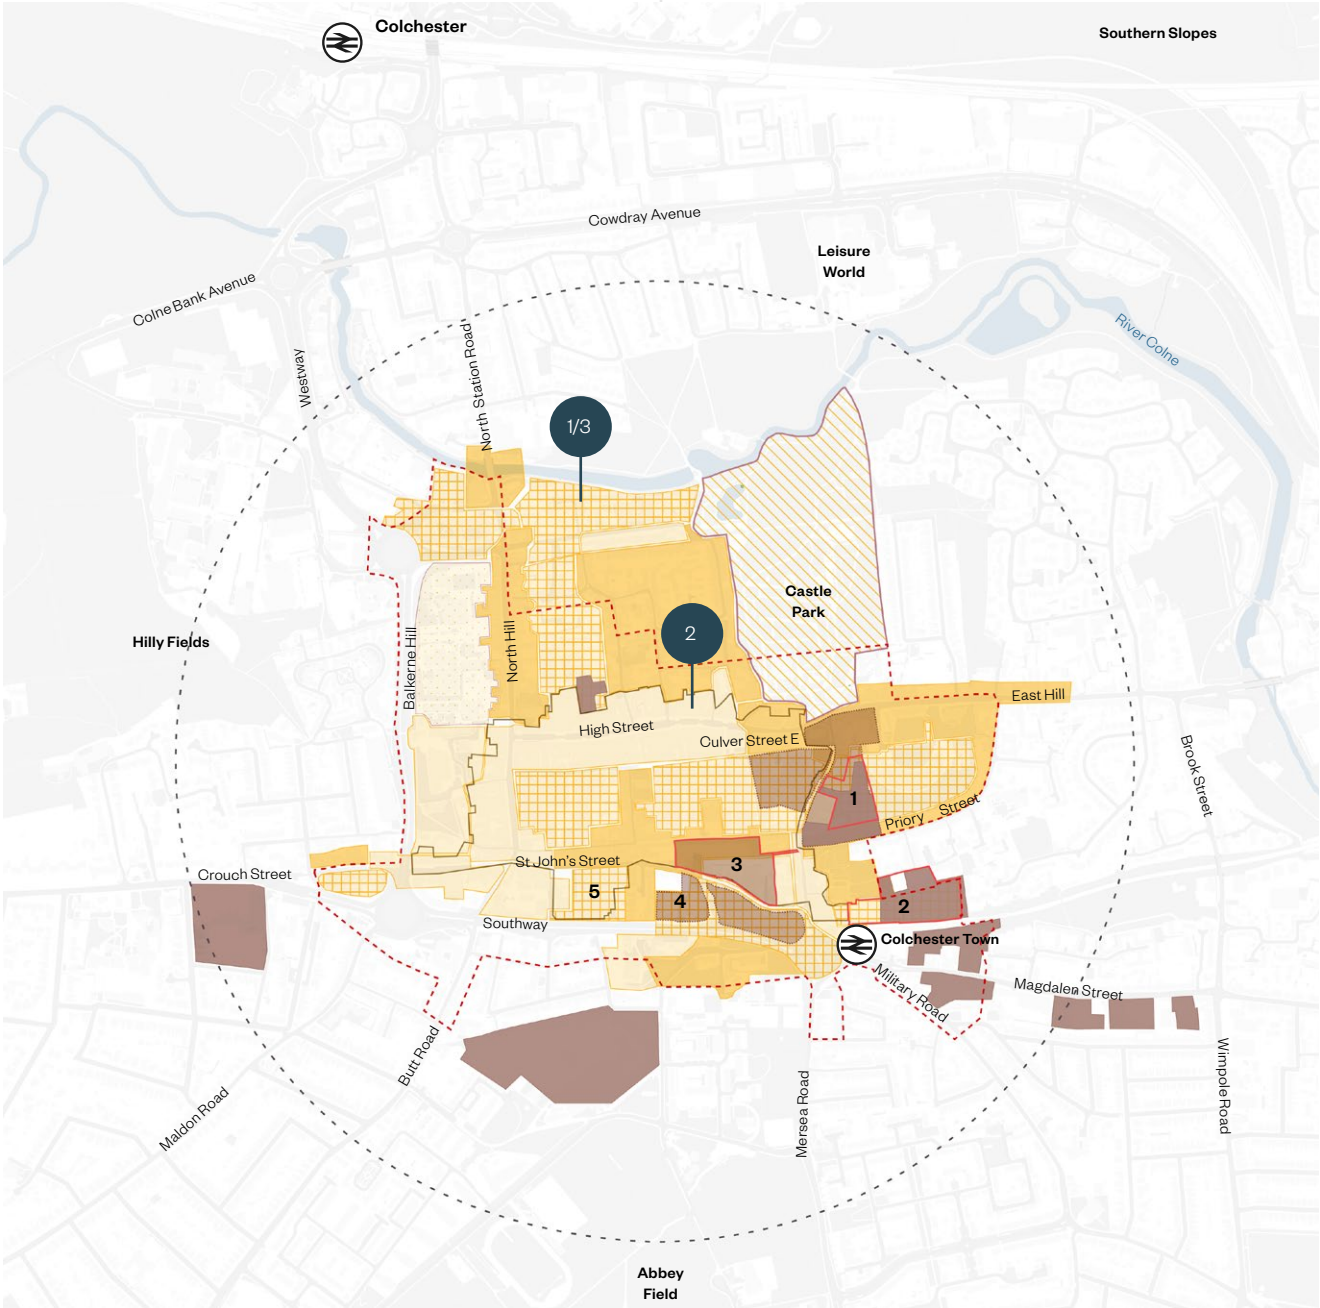 Colchester
Southern Slopes
Cowdray Avenue
Leisure
World
Colne Bank Avenue
River Colne
Westway
North Station Road
1/3
Castle
Park
2
Hilly Fields
Balkerne Hill
North Hill
High Street
Culver Street E
East Hill
Brook Street
1
Priory Street
St John's Street
3
Crouch Street
5
4
2
Southway
Colchester Town
Military Road
Magdalen Street
Butt Road
Maldon Road
Mersea Road
Wimpole Road
Abbey
Field